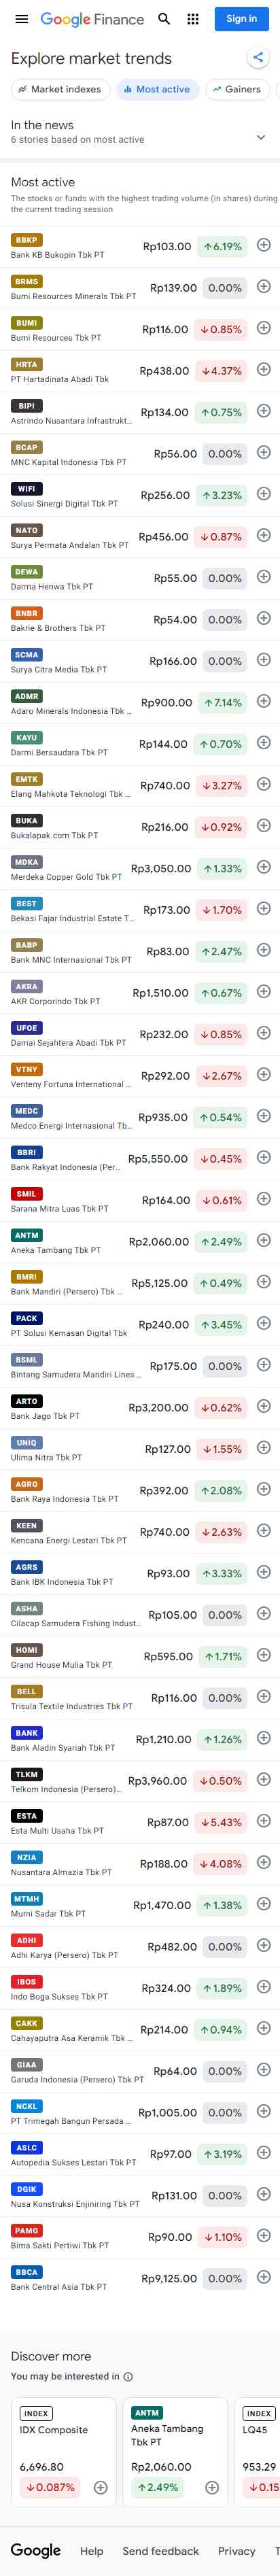 Google Finance
Sign in
Explore market trends
Market indexes
Most active
Gainers
In the news
6 stories based on most active
Most active
The stocks or funds with the highest trading volume (in shares) during
the current trading session
BBKP
Bank KB Bukopin Tbk PT
Rp103.00
6.19%
BRMS
Bumi Resources Minerals Tbk PT
Rp139.00
0.00%
BUMI
Bumi Resources Tbk PT
Rp116.00
0.85%
HRTA
PT Hartadinata Abadi Tbk
Rp438.00
4.37%
BIPI
Astrindo Nusantara Infrastrukt...
Rp134.00
0.75%
BCAP
MNC Kapital Indonesia Tbk PT
Rp56.00
0.00%
WIFI
Solusi Sinergi Digital Tbk PT
Rp256.00
3.23%
NATO
Surya Permata Andalan Tbk PT
Rp456.00
0.87%
DEWA
Darma Henwa Tbk PT
Rp55.00
0.00%
BNBR
Bakrie & Brothers Tbk PT
Rp54.00
0.00%
SCMA
Surya Citra Media Tbk PT
Rp166.00
0.00%
ADMR
Adaro Minerals Indonesia Tbk ...
Rp900.00
7.14%
KAYU
Darmi Bersaudara Tbk PT
Rp144.00
0.70%
EMTK
Elang Mahkota Teknologi Tbk ...
Rp740.00
3.27%
BUKA
Bukalapak.com Tbk PT
Rp216.00
0.92%
MDKA
Merdeka Copper Gold Tbk PT
Rp3,050.00
1.33%
BEST
Bekasi Fajar Industrial Estate T...
Rp173.00
1.70%
BABP
Bank MNC Internasional Tbk PT
Rp83.00
2.47%
AKRA
AKR Corporindo Tbk PT
Rp1,510.00
0.67%
UFOE
Damai Sejahtera Abadi Tbk PT
Rp232.00
0.85%
VTNY
Venteny Fortuna International ...
Rp292.00
2.67%
MEDC
Medco Energi Internasional Tb...
Rp935.00
0.54%
BBRI
Bank Rakyat Indonesia (Per...
Rp5,550.00
0.45%
SMIL
Sarana Mitra Luas Tbk PT
Rp164.00
0.61%
ANTM
Aneka Tambang Tbk PT
Rp2,060.00
2.49%
BMRI
Bank Mandiri (Persero) Tbk ...
Rp5,125.00
0.49%
PACK
PT Solusi Kemasan Digital Tbk
Rp240.00
3.45%
BSML
Bintang Samudera Mandiri Lines ...
Rp175.00
0.00%
ARTO
Bank Jago Tbk PT
Rp3,200.00
0.62%
UNIQ
Ulima Nitra Tbk PT
Rp127.00
1.55%
AGRO
Bank Raya Indonesia Tbk PT
Rp392.00
2.08%
KEEN
Kencana Energi Lestari Tbk PT
Rp740.00
2.63%
AGRS
Bank IBK Indonesia Tbk PT
Rp93.00
3.33%
ASHA
Cilacap Samudera Fishing Indust...
Rp105.00
0.00%
HOMI
Grand House Mulia Tbk PT
Rp595.00
1.71%
BELL
Trisula Textile Industries Tbk PT
Rp116.00
0.00%
BANK
Bank Aladin Syariah Tbk PT
Rp1,210.00
1.26%
TLKM
Telkom Indonesia (Persero)...
Rp3,960.00
0.50%
ESTA
Esta Multi Usaha Tbk PT
Rp87.00
5.43%
NZIA
Nusantara Almazia Tbk PT
Rp188.00
4.08%
MTMH
Murni Sadar Tbk PT
Rp1,470.00
1.38%
ADHI
Adhi Karya (Persero) Tbk PT
Rp482.00
0.00%
IBOS
Indo Boga Sukses Tbk PT
Rp324.00
1.89%
CAKK
Cahayaputra Asa Keramik Tbk ...
Rp214.00
0.94%
GIAA
Garuda Indonesia (Persero) Tbk PT
Rp64.00
0.00%
NCKL
PT Trimegah Bangun Persada ...
Rp1,005.00
0.00%
ASLC
Autopedia Sukses Lestari Tbk PT
Rp97.00
3.19%
DGIK
Nusa Konstruksi Enjiniring Tbk PT
Rp131.00
0.00%
PAMG
Bima Sakti Pertiwi Tbk PT
Rp90.00
1.10%
BBCA
Bank Central Asia Tbk PT
Rp9,125.00
0.00%
Discover more
You may be interested in
INDEX
IDX Composite
6,696.80
0.087%
ANTM
Aneka Tambang
Tbk PT
Rp2,060.00
2.49%
INDEX
LQ45
953.29
0.15
Google
Help
Send feedback
Privacy